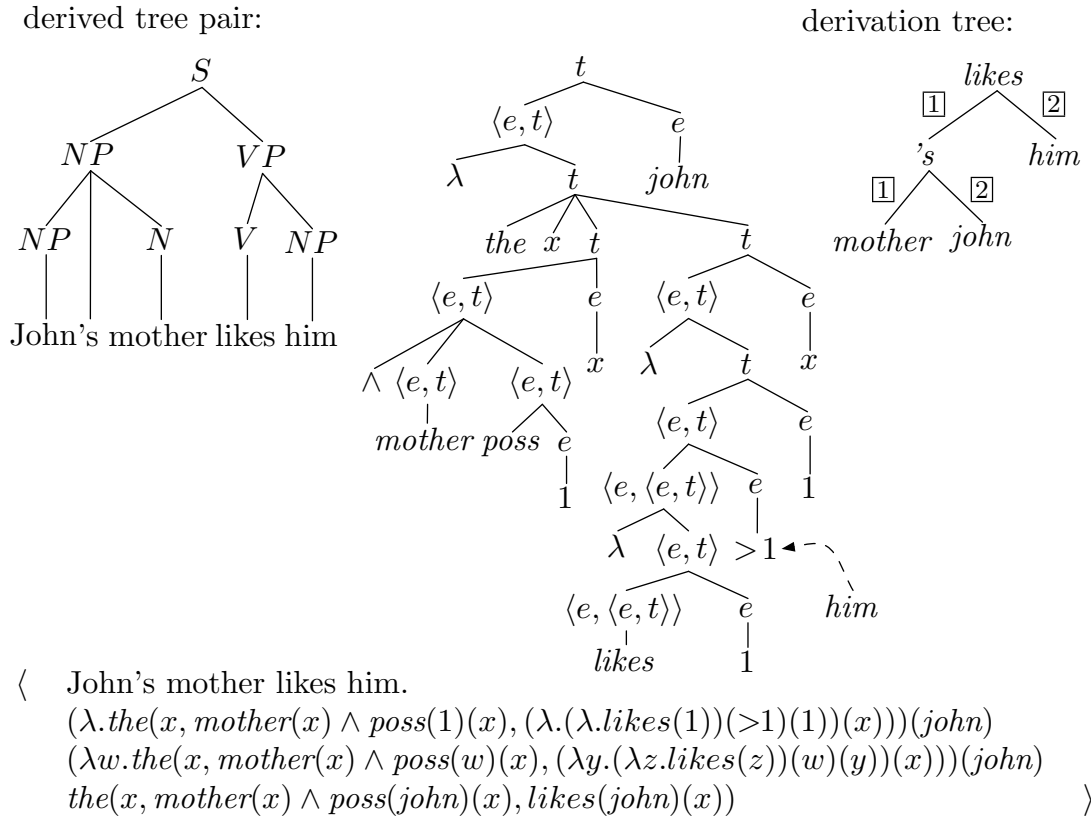 derived tree pair:
derivation tree:
S
t
likes
⟨e, t⟩ e
1 2
NP VP
λ t john
's him
1 2
NP N V NP
the x t t
mother john
⟨e, t⟩ e ⟨e, t⟩ e
John's mother likes him
x λ t x
∧ ⟨e, t⟩ ⟨e, t⟩
⟨e, t⟩ e
mother poss e
1 ⟨e, ⟨e, t⟩⟩ e 1
λ ⟨e, t⟩ >1
⟨e, ⟨e, t⟩⟩ e him
likes 1
⟨ John's mother likes him.
(λ.the(x, mother(x) ∧ poss(1)(x), (λ.(λ.likes(1))(>1)(1))(x)))(john)
(λw.the(x, mother(x) ∧ poss(w)(x), (λy.(λz.likes(z))(w)(y))(x)))(john)
the(x, mother(x) ∧ poss(john)(x), likes(john)(x)) ⟩